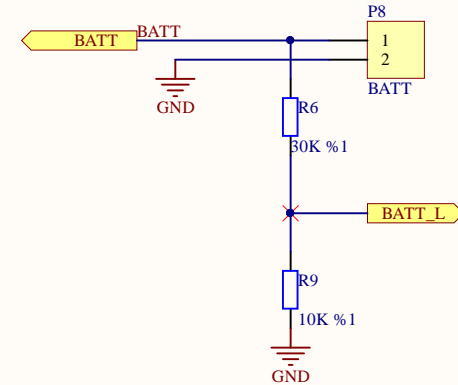 P8
BATT
BATT
1
2
BATT
GND
R6
30K %1
BATT_L
R9
10K %1
GND